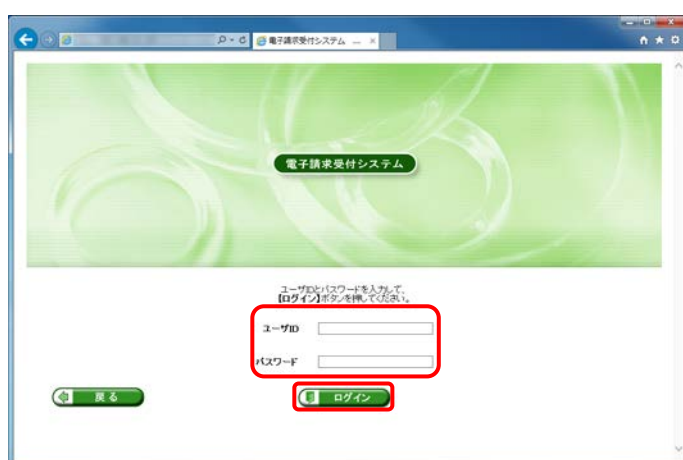 電子請求受付システム ...
電子請求受付システム
ユーザIDとパスワードを入力して、
【ログイン】ボタンを押してください。
ユーザID
パスワード
戻る
ログイン